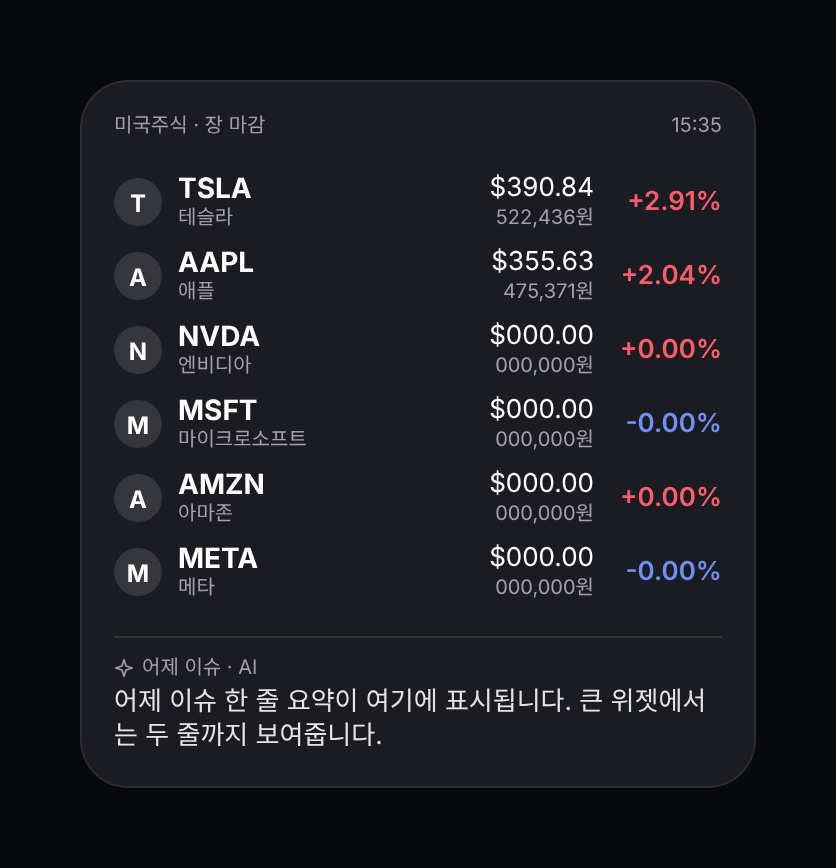 미국주식 · 장 마감 15:35
T TSLA $390.84 +2.91%
테슬라 522,436원
A AAPL $355.63 +2.04%
애플 475,371원
N NVDA $000.00 +0.00%
엔비디아 000,000원
M MSFT $000.00 -0.00%
마이크로소프트 000,000원
A AMZN $000.00 +0.00%
아마존 000,000원
M META $000.00 -0.00%
메타 000,000원
어제 이슈 · AI
어제 이슈 한 줄 요약이 여기에 표시됩니다. 큰 위젯에서
는 두 줄까지 보여줍니다.